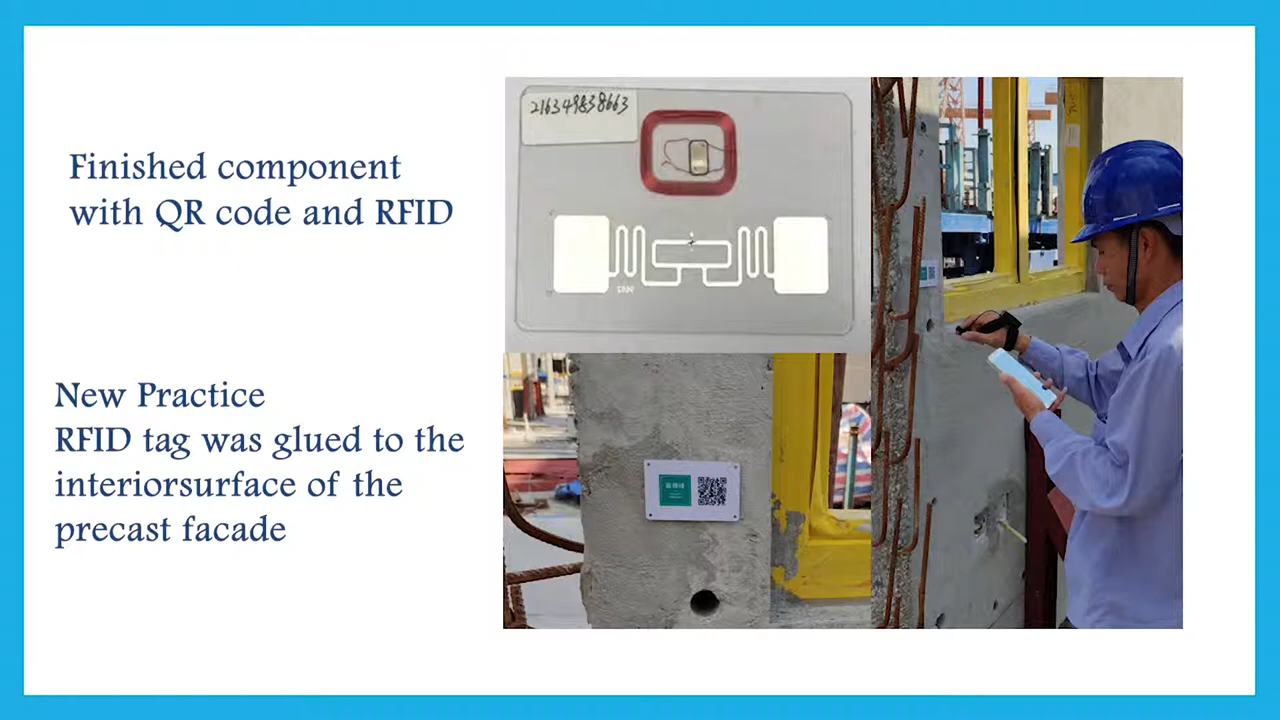 Finished component
with QR code and RFID
New Practice
RFID tag was glued to the
interiorsurface of the
precast facade
216349838663